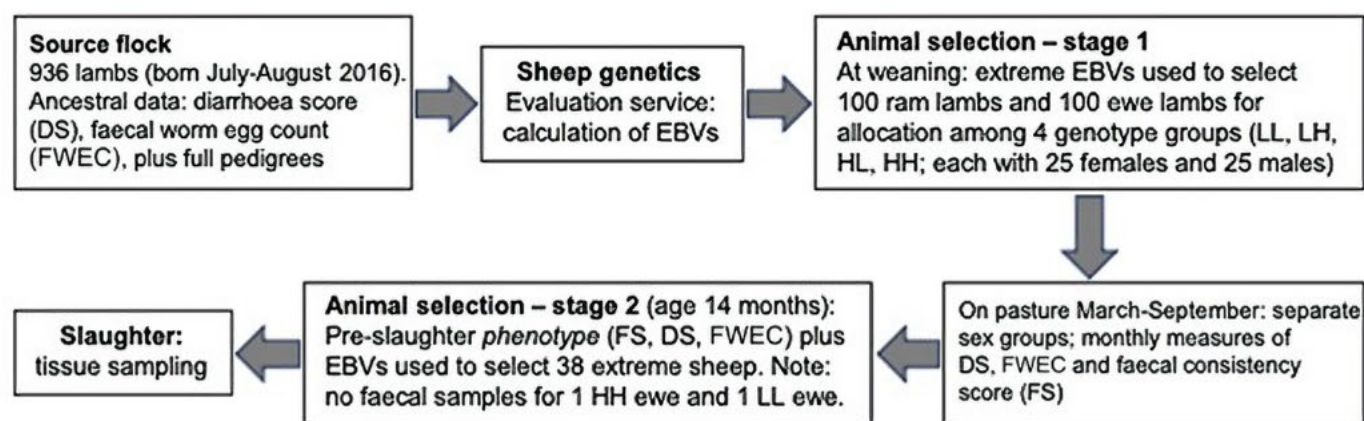 Source flock
936 lambs (born July-August 2016).
Ancestral data: diarrhoea score
(DS), faecal worm egg count
(FWEC), plus full pedigrees
Sheep genetics
Evaluation service:
calculation of EBVs
Animal selection – stage 1
At weaning: extreme EBVs used to select
100 ram lambs and 100 ewe lambs for
allocation among 4 genotype groups (LL, LH,
HL, HH; each with 25 females and 25 males)
On pasture March-September: separate
sex groups; monthly measures of
DS, FWEC and faecal consistency
score (FS)
Animal selection – stage 2 (age 14 months):
Pre-slaughter phenotype (FS, DS, FWEC) plus
EBVs used to select 38 extreme sheep. Note:
no faecal samples for 1 HH ewe and 1 LL ewe.
Slaughter:
tissue sampling